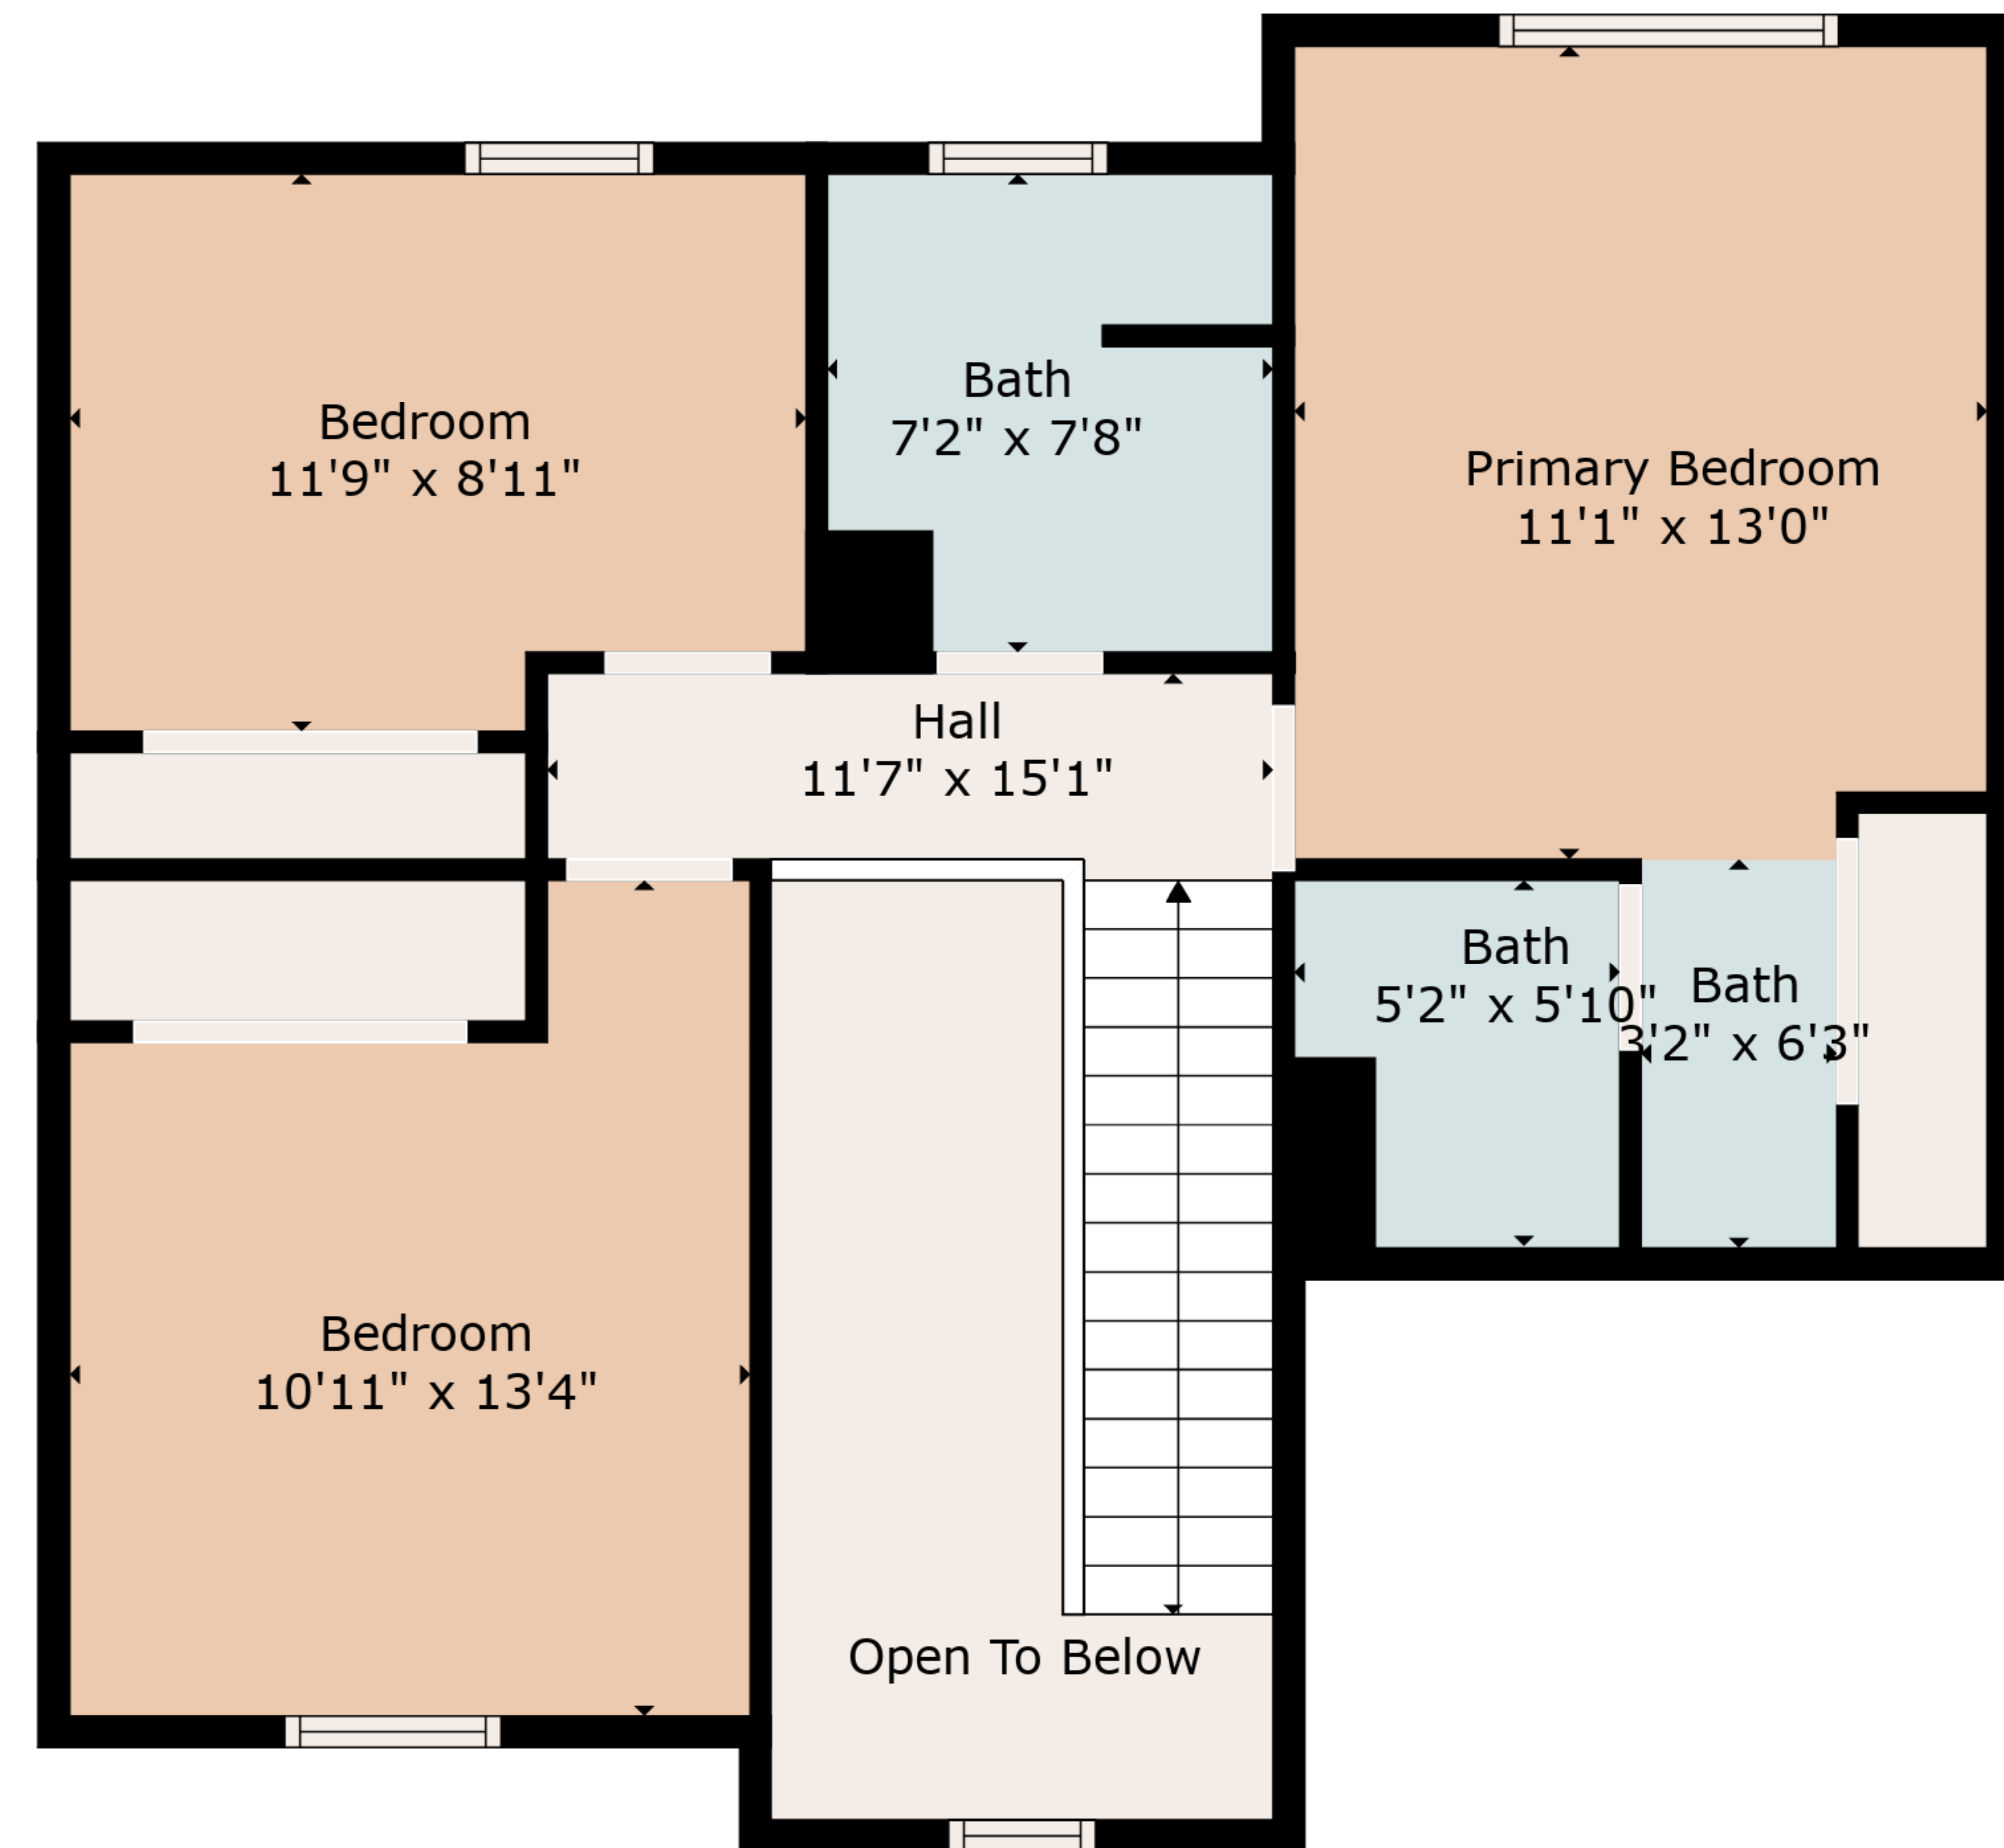 Bedroom
11'9" x 8'11"
Bath
7'2" x 7'8"
Primary Bedroom
11'1" x 13'0"
Hall
11'7" x 15'1"
Bath
5'2" x 5'10"
Bath
3'2" x 6'3"
Bedroom
10'11" x 13'4"
Open To Below